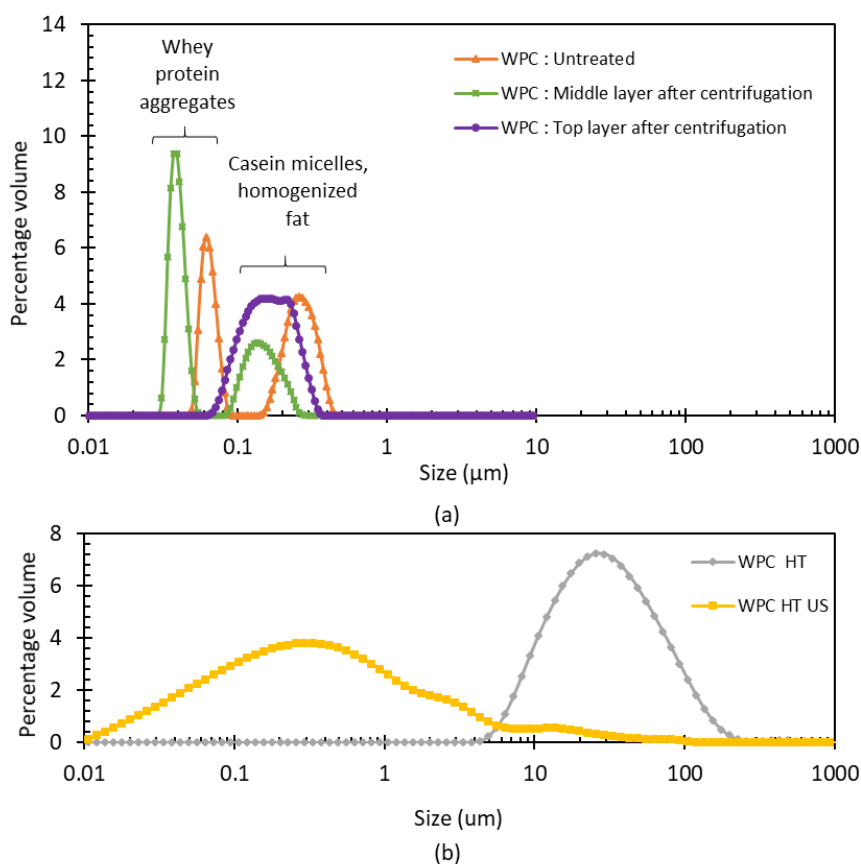 14
12
10
8
6
4
2
0
Percentage volume
Whey
protein
aggregates
Casein micelles,
homogenized
fat
WPC : Untreated
WPC : Middle layer after centrifugation
WPC : Top layer after centrifugation
0.01 0.1 1 10 100 1000
Size (µm)
(a)
8
6
4
2
0
Percentage volume
WPC HT
WPC HT US
0.01 0.1 1 10 100 1000
Size (um)
(b)